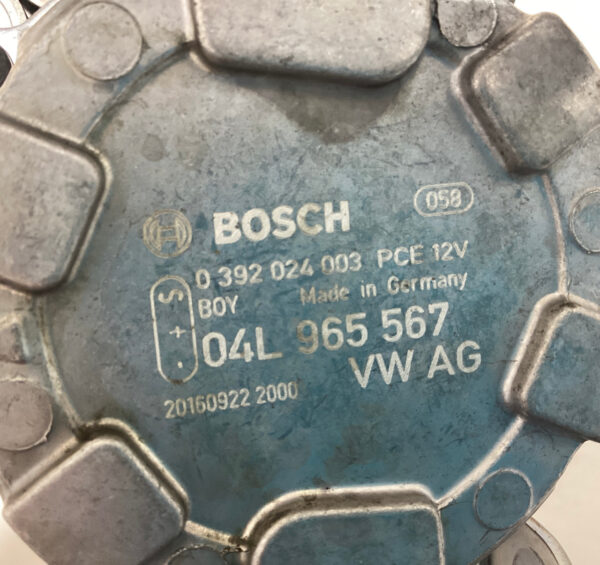 058
BOSCH
0 392 024 003 PCE 12V
BOY Made in Germany
S + -
04L 965 567
VW AG
20160922 2000